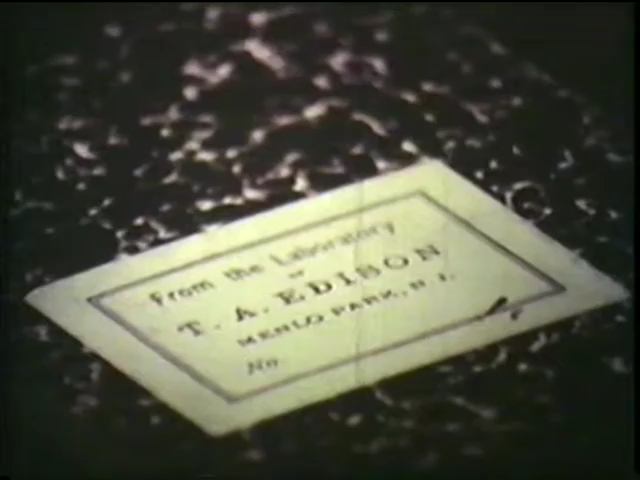 From the Laboratory
OF
T. A. EDISON
MENLO PARK, N. J.
No